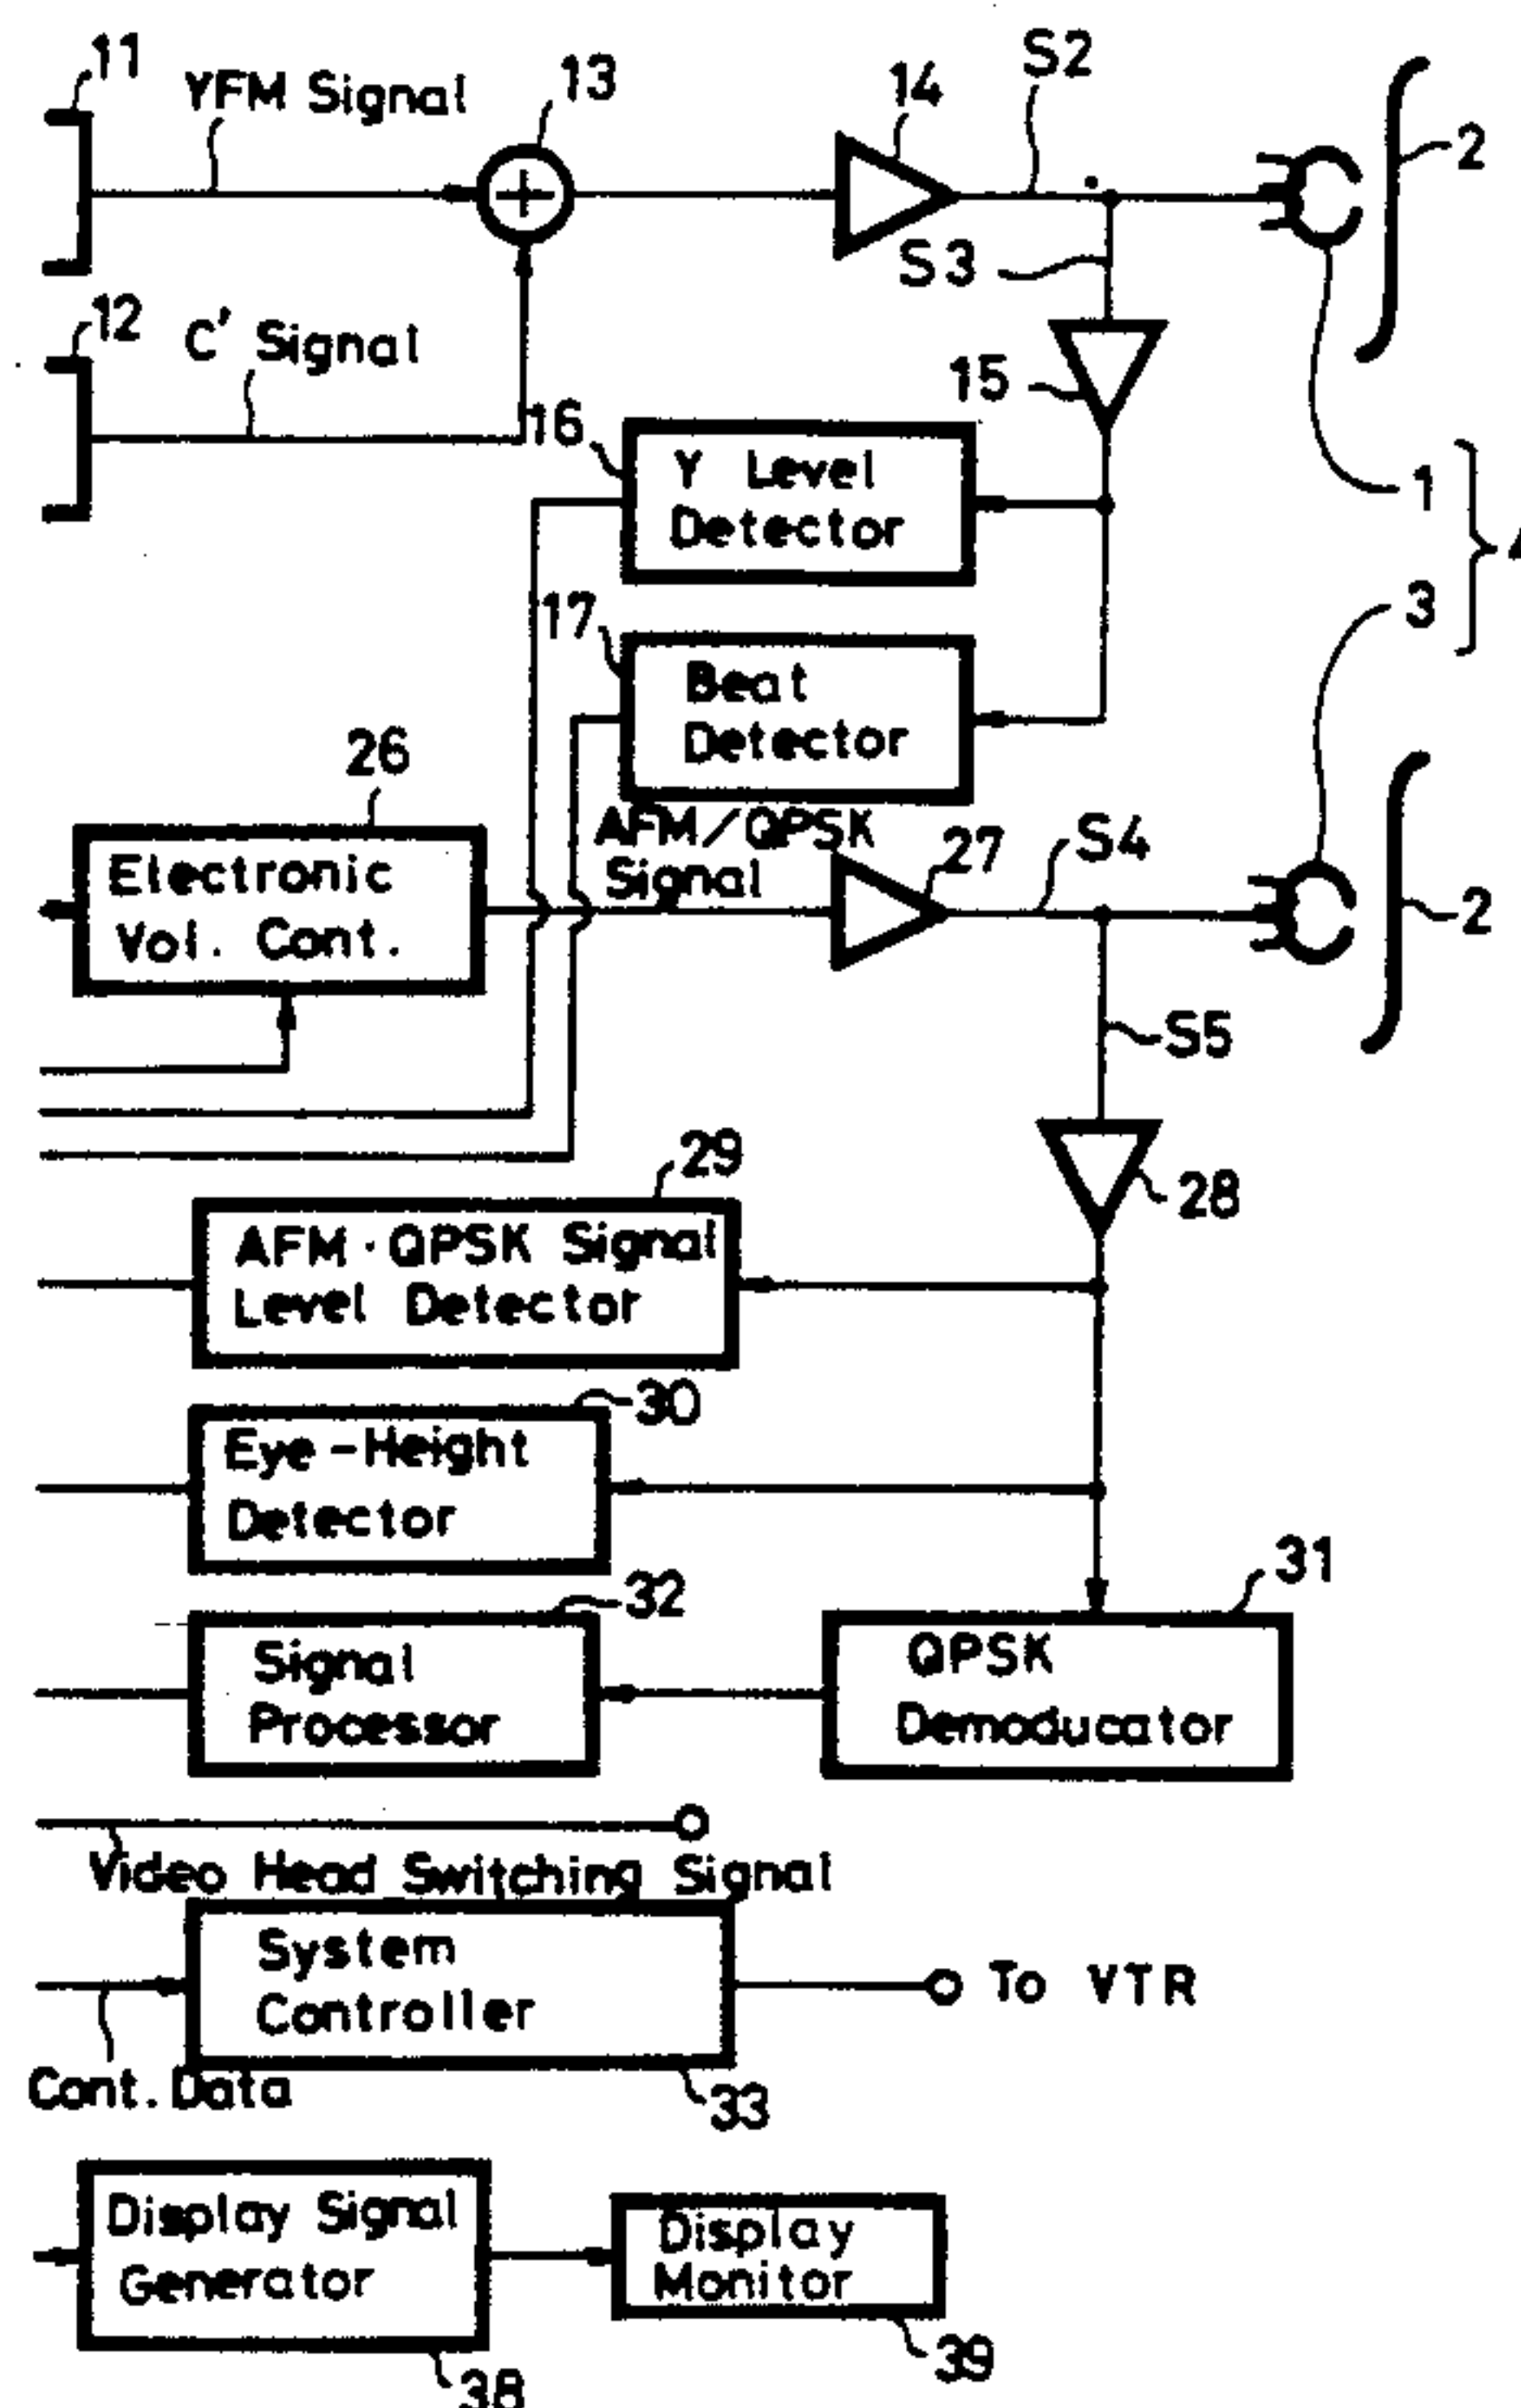 11
YFM Signal
13
14
S2
2
12
C' Signal
S3
15
16
Y Level
Detector
1
4
3
17
Beat
Detector
26
Electronic
Vol. Cont.
AFM/QPSK
Signal
27
S4
2
S5
28
29
AFM·QPSK Signal
Level Detector
30
Eye-Height
Detector
31
QPSK
Demoducator
32
Signal
Processor
Video Head Switching Signal
System
Controller
To VTR
Cont. Data
33
Display Signal
Generator
Display
Monitor
38
39